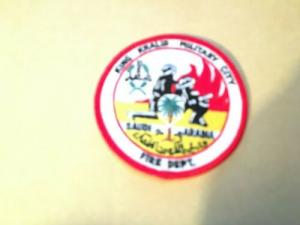 KING KHALID MILITARY CITY
SAUDI ARABIA
FIRE DEPT.